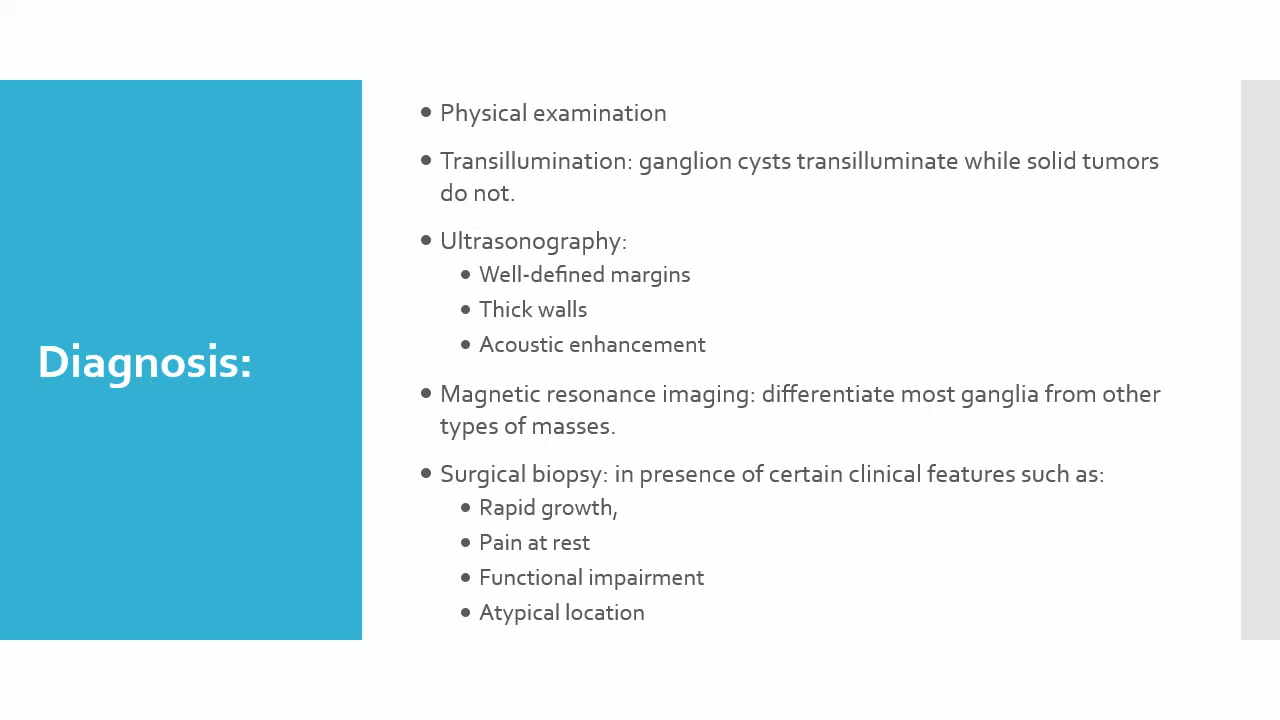 Diagnosis:
• Physical examination
• Transillumination: ganglion cysts transilluminate while solid tumors
do not.
• Ultrasonography:
• Well-defined margins
• Thick walls
• Acoustic enhancement
• Magnetic resonance imaging: differentiate most ganglia from other
types of masses.
• Surgical biopsy: in presence of certain clinical features such as:
• Rapid growth,
• Pain at rest
• Functional impairment
• Atypical location